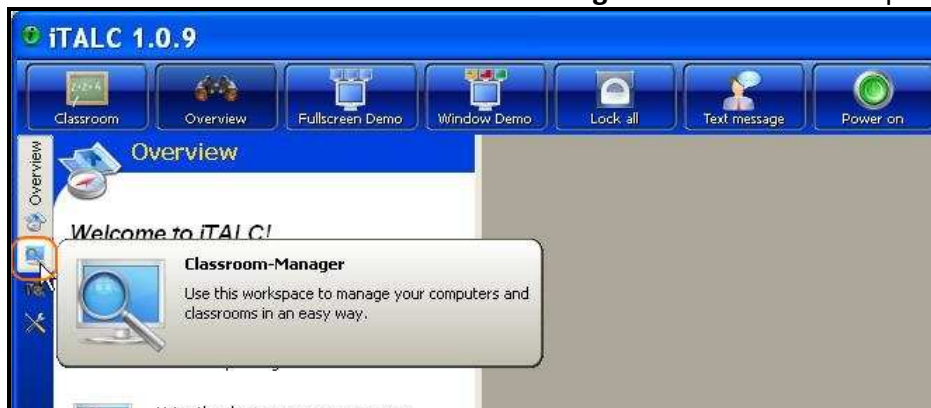 iTALC 1.0.9
Classroom
Overview
Fullscreen Demo
Window Demo
Lock all
Text message
Power on
Overview
Overview
Welcome to iTALC!
Classroom-Manager
Use this workspace to manage your computers and
classrooms in an easy way.